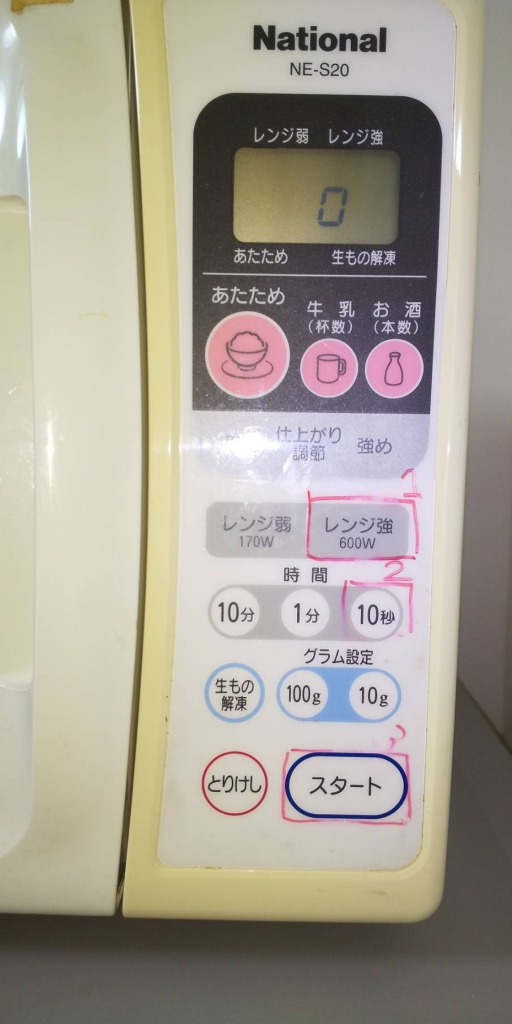 National
NE-S20
レンジ弱 レンジ強
0
あたため 生もの解凍
あたため
牛乳 お酒
(杯数) (本数)
仕上がり
調節
強め
1
レンジ弱 レンジ強
170W 600W
2
時間
10分 1分 10秒
グラム設定
生もの
解凍
100g 10g
とりけし スタート